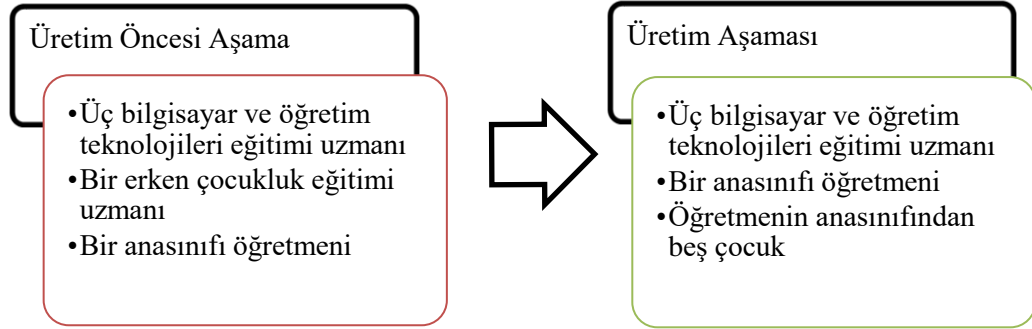 Üretim Öncesi Aşama
•Üç bilgisayar ve öğretim
teknolojileri eğitimi uzmanı
•Bir erken çocukluk eğitimi
uzmanı
•Bir anasınıfı öğretmeni
Üretim Aşaması
•Üç bilgisayar ve öğretim
teknolojileri eğitimi uzmanı
•Bir anasınıfı öğretmeni
•Öğretmenin anasınıfından
beş çocuk